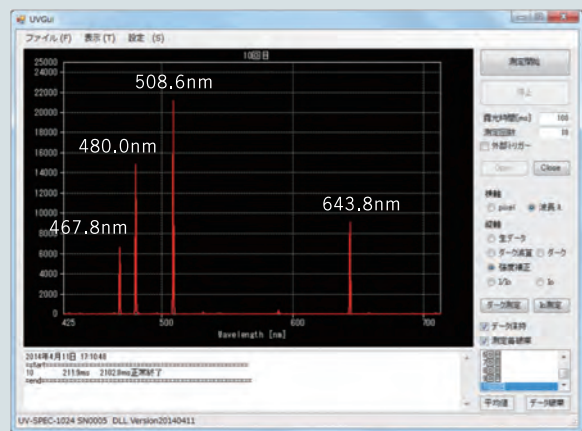 UVGui
ファイル(F) 表示(T) 設定 (S)
10回目
25000
24000
22000
20000
18000
16000
14000
12000
10000
8000
6000
4000
2000
0
508.6nm
480.0nm
467.8nm
643.8nm
425 500 600 700
Wavelength [nm]
測定開始
停止
露光時間[ms] 100
測定回数 10
外部トリガー
Open Close
横軸
pixel 波長λ
縦軸
生データ
ダーク減算 ダーク
強度補正
I/Io Io
ダーク測定 Io測定
データ保持
測定毎破棄
平均値 データ破棄
2014年4月11日 17:10:48
10 211.9ms 2102.8ms正常終了
UV-SPEC-1024 SN0005 DLL Version20140411